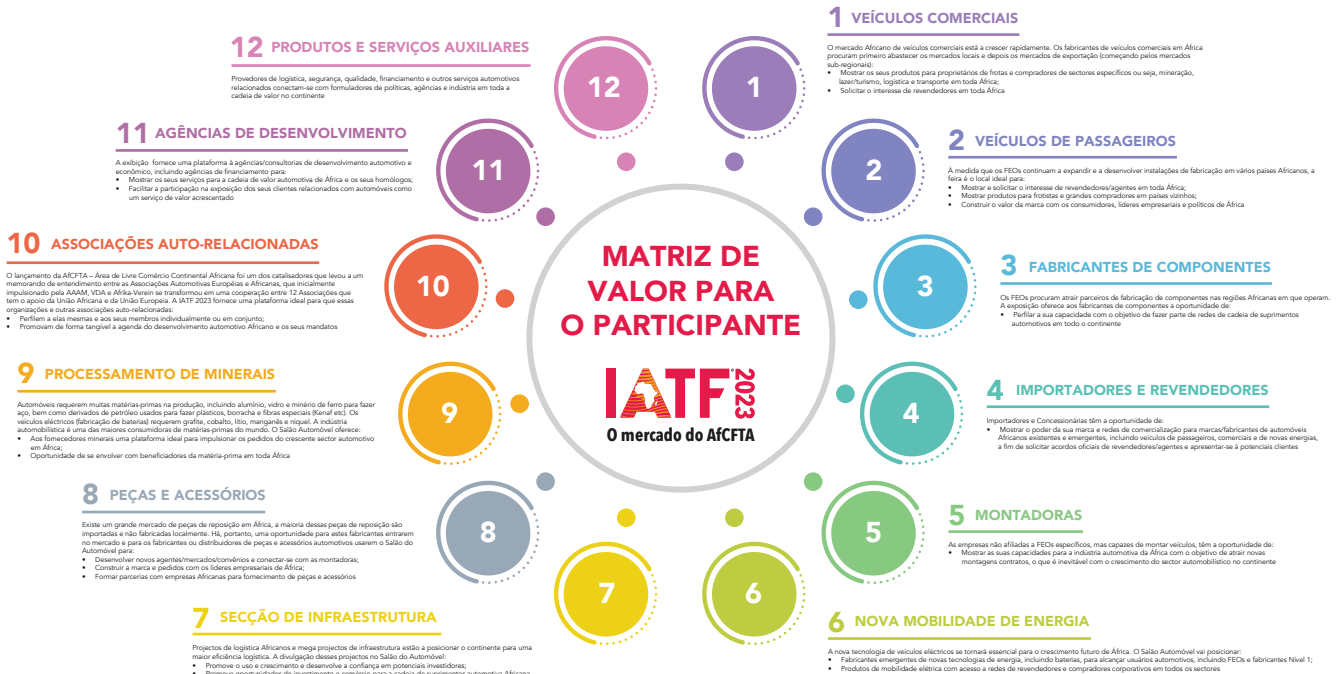 MATRIZ DE
VALOR PARA
O PARTICIPANTE
IATF 2023
O mercado do AfCFTA
1 VEÍCULOS COMERCIAIS
O mercado Africano de veículos comerciais está a crescer rapidamente. Os fabricantes de veículos comerciais em África
procuram primeiro abastecer os mercados locais e depois os mercados de exportação (começando pelos mercados
sub-regionais):
• Mostrar os seus produtos para proprietários de frotas e compradores de sectores específicos ou seja, mineração,
lazer/turismo, logística e transporte em toda África;
• Solicitar o interesse de revendedores em toda África
1
2 VEÍCULOS DE PASSAGEIROS
À medida que os FEOs continuam a expandir e a desenvolver instalações de fabricação em vários países Africanos, a
feira é o local ideal para:
• Mostrar e solicitar o interesse de revendedores/agentes em toda África;
• Mostrar produtos para frotistas e grandes compradores em países vizinhos;
• Construir o valor da marca com os consumidores, líderes empresariais e políticos de África
2
3 FABRICANTES DE COMPONENTES
Os FEOs procuram atrair parceiros de fabricação de componentes nas regiões Africanas em que operam.
A exposição oferece aos fabricantes de componentes a oportunidade de:
• Perfilar a sua capacidade com o objetivo de fazer parte de redes de cadeia de suprimentos
automotivos em todo o continente
3
4 IMPORTADORES E REVENDEDORES
Importadores e Concessionárias têm a oportunidade de:
• Mostrar o poder da sua marca e redes de comercialização para marcas/fabricantes de automóveis
Africanos existentes e emergentes, incluindo veículos de passageiros, comerciais e de novas energias,
a fim de solicitar acordos oficiais de revendedores/agentes e apresentar-se à potenciais clientes
4
5 MONTADORAS
As empresas não afiliadas a FEOs específicos, mas capazes de montar veículos, têm a oportunidade de:
• Mostrar as suas capacidades para a indústria automotiva da África com o objetivo de atrair novas
montagens contratos, o que é inevitável com o crescimento do sector automobilístico no continente
5
6 NOVA MOBILIDADE DE ENERGIA
A nova tecnologia de veículos eléctricos se tornará essencial para o crescimento futuro de África. O Salão Automóvel vai posicionar:
• Fabricantes emergentes de novas tecnologias de energia, incluindo baterias, para alcançar usuários automotivos, incluindo FEOs e fabricantes Nível 1;
• Produtos de mobilidade elétrica com acesso a redes de revendedores e compradores corporativos em todos os sectores
6
7 SECÇÃO DE INFRAESTRUTURA
Projectos de logística Africanos e mega projectos de infraestrutura estão a posicionar o continente para uma
maior eficiência logística. A divulgação desses projectos no Salão do Automóvel:
• Promove o uso e crescimento e desenvolve a confiança em potenciais investidores;
• Promove oportunidades de investimento e comércio para a cadeia de suprimentos automotiva Africana
7
8 PEÇAS E ACESSÓRIOS
Existe um grande mercado de peças de reposição em África, a maioria dessas peças de reposição são
importadas e não fabricadas localmente. Há, portanto, uma oportunidade para estes fabricantes entrarem
no mercado e para os fabricantes ou distribuidores de peças e acessórios automotivos usarem o Salão do
Automóvel para:
• Desenvolver novos agentes/mercados/convênios e conectar-se com as montadoras;
• Construir a marca e pedidos com os líderes empresariais de África;
• Formar parcerias com empresas Africanas para fornecimento de peças e acessórios
8
9 PROCESSAMENTO DE MINERAIS
Automóveis requerem muitas matérias-primas na produção, incluindo alumínio, vidro e minério de ferro para fazer
aço, bem como derivados de petróleo usados para fazer plásticos, borracha e fibras especiais (Kenaf etc). Os
veículos eléctricos (fabricação de baterias) requerem grafite, cobalto, lítio, manganês e níquel. A indústria
automobilística é uma das maiores consumidoras de matérias-primas do mundo. O Salão Automóvel oferece:
• Aos fornecedores minerais uma plataforma ideal para impulsionar os pedidos do crescente sector automotivo
em África;
• Oportunidade de se envolver com beneficiadores da matéria-prima em toda África
9
10 ASSOCIAÇÕES AUTO-RELACIONADAS
O lançamento da AfCFTA – Área de Livre Comércio Continental Africana foi um dos catalisadores que levou a um
memorando de entendimento entre as Associações Automotivas Européias e Africanas, que inicialmente
impulsionado pela AAAM, VDA e Afrika-Verein se transformou em uma cooperação entre 12 Associações que
tem o apoio da União Africana e da União Europeia. A IATF 2023 fornece uma plataforma ideal para que essas
organizações e outras associações auto-relacionadas:
• Perfilem a elas mesmas e aos seus membros individualmente ou em conjunto;
• Promovam de forma tangível a agenda do desenvolvimento automotivo Africano e os seus mandatos
10
11 AGÊNCIAS DE DESENVOLVIMENTO
A exibição fornece uma plataforma à agências/consultorias de desenvolvimento automotivo e
económico, incluindo agências de financiamento para:
• Mostrar os seus serviços para a cadeia de valor automotiva de África e os seus homólogos;
• Facilitar a participação na exposição dos seus clientes relacionados com automóveis como
um serviço de valor acrescentado
11
12 PRODUTOS E SERVIÇOS AUXILIARES
Provedores de logística, segurança, qualidade, financiamento e outros serviços automotivos
relacionados conectam-se com formuladores de políticas, agências e indústria em toda a
cadeia de valor no continente
12